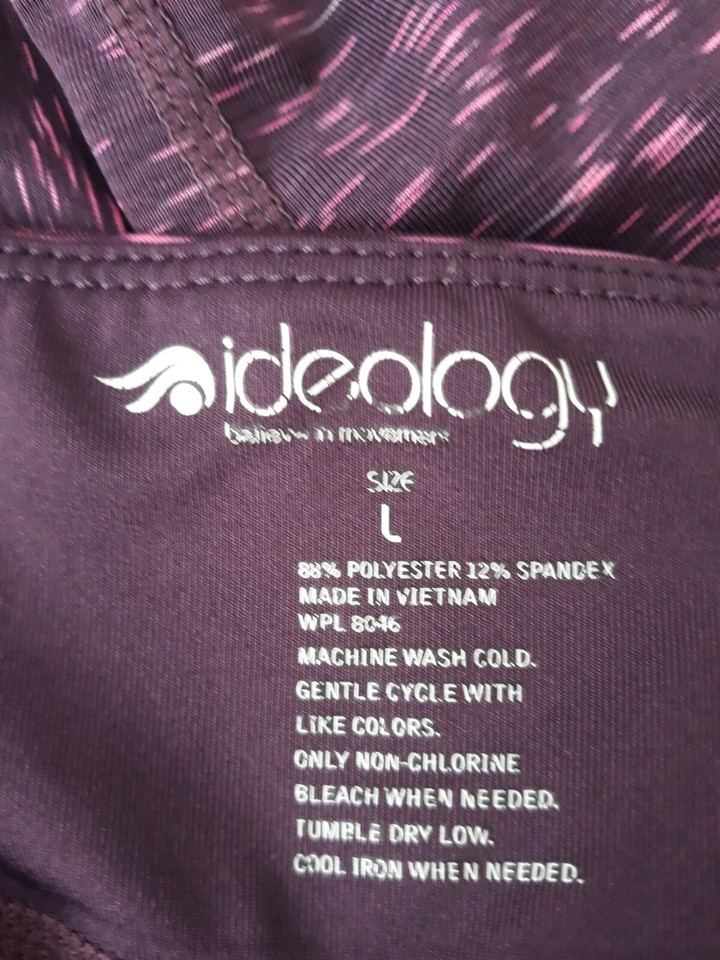 ideology
believe in movement
SIZE
L
88% POLYESTER 12% SPANDEX
MADE IN VIETNAM
WPL 8046
MACHINE WASH COLD.
GENTLE CYCLE WITH
LIKE COLORS.
ONLY NON-CHLORINE
BLEACH WHEN NEEDED.
TUMBLE DRY LOW.
COOL IRON WHEN NEEDED.